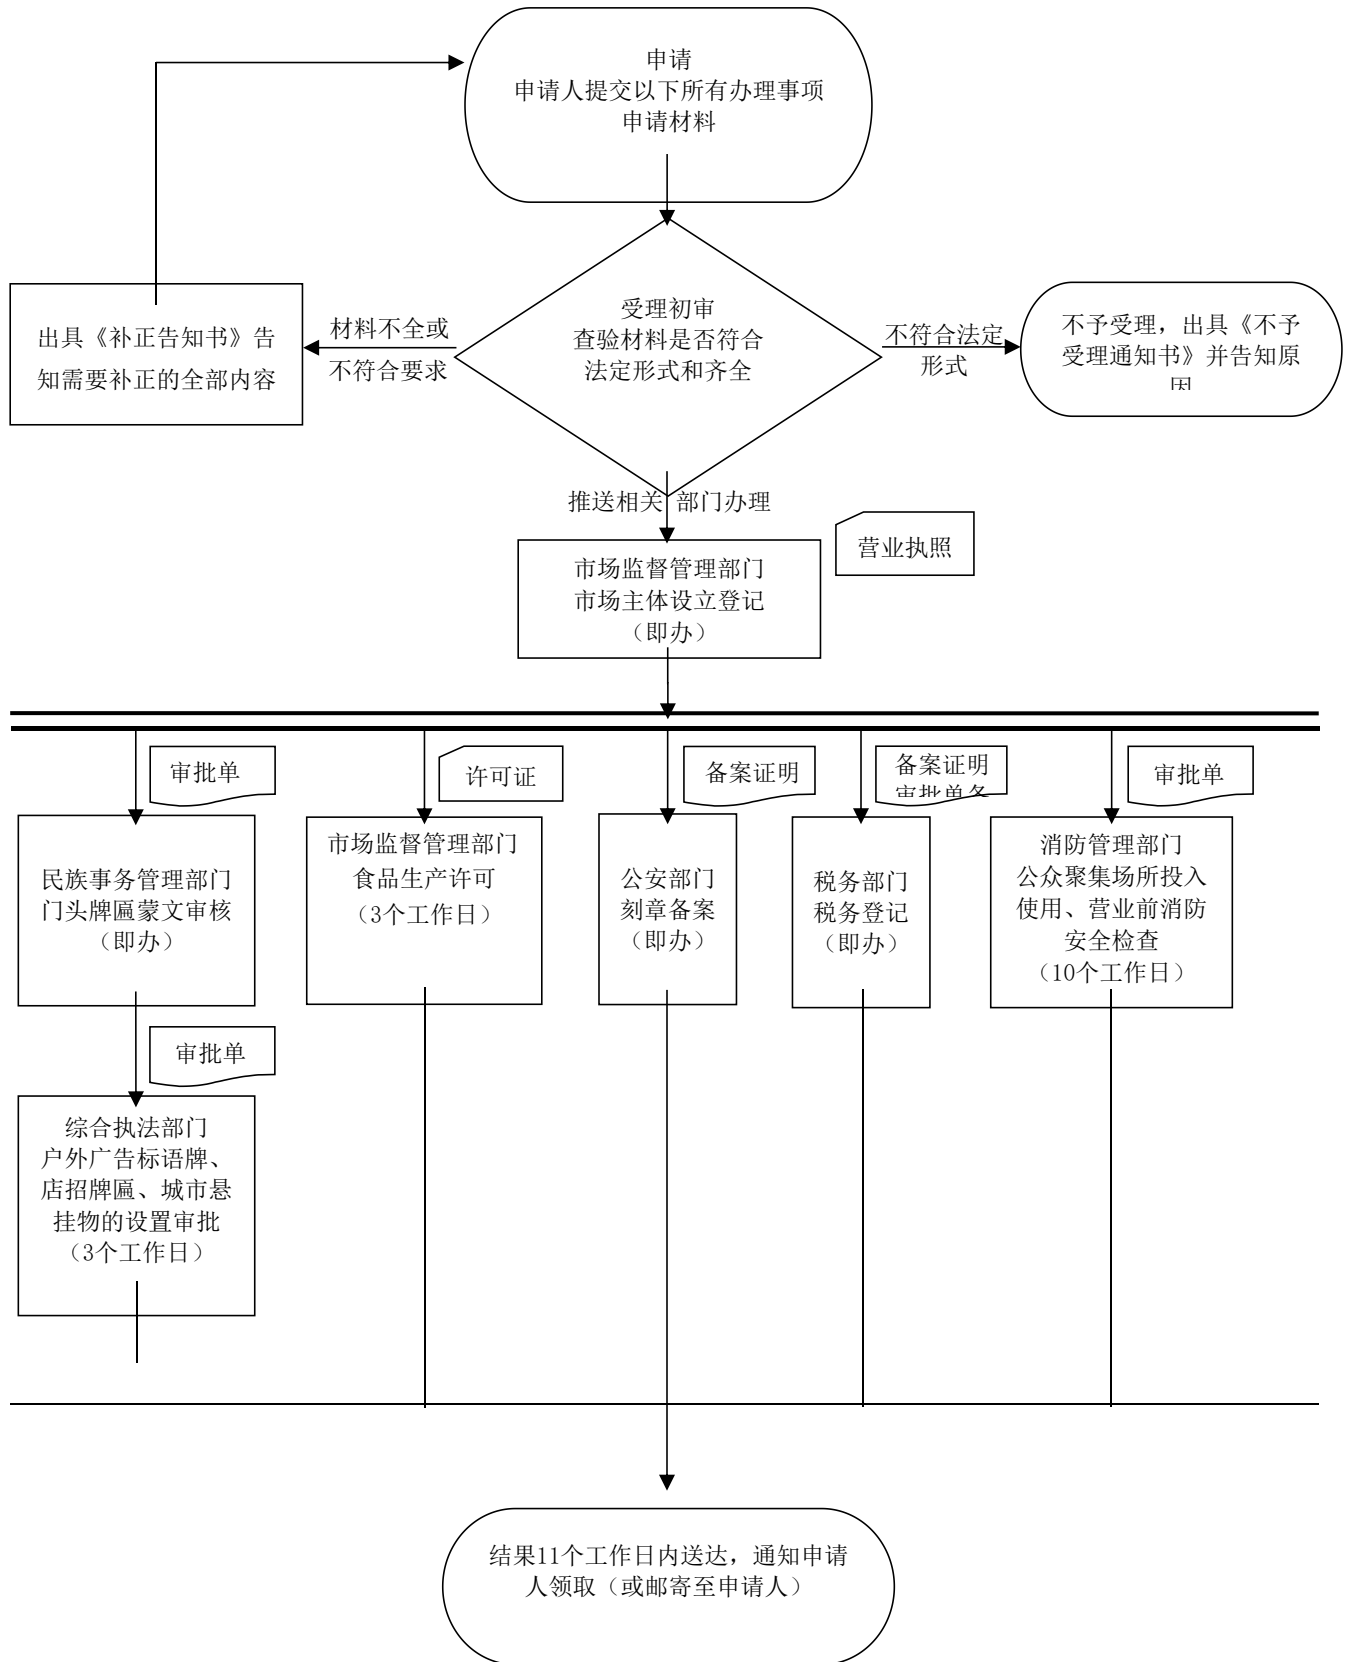 申请
申请人提交以下所有办理事项
申请材料
受理初审
查验材料是否符合
法定形式和齐全
材料不全或
不符合要求
出具《补正告知书》告
知需要补正的全部内容
不符合法定
形式
不予受理，出具《不予
受理通知书》并告知原
因
推送相关 部门办理
营业执照
市场监督管理部门
市场主体设立登记
（即办）
审批单
许可证
备案证明
备案证明
审批单各
审批单
民族事务管理部门
门头牌匾蒙文审核
（即办）
市场监督管理部门
食品生产许可
（3个工作日）
公安部门
刻章备案
（即办）
税务部门
税务登记
（即办）
消防管理部门
公众聚集场所投入
使用、营业前消防
安全检查
（10个工作日）
审批单
综合执法部门
户外广告标语牌、
店招牌匾、城市悬
挂物的设置审批
（3个工作日）
结果11个工作日内送达，通知申请
人领取（或邮寄至申请人）